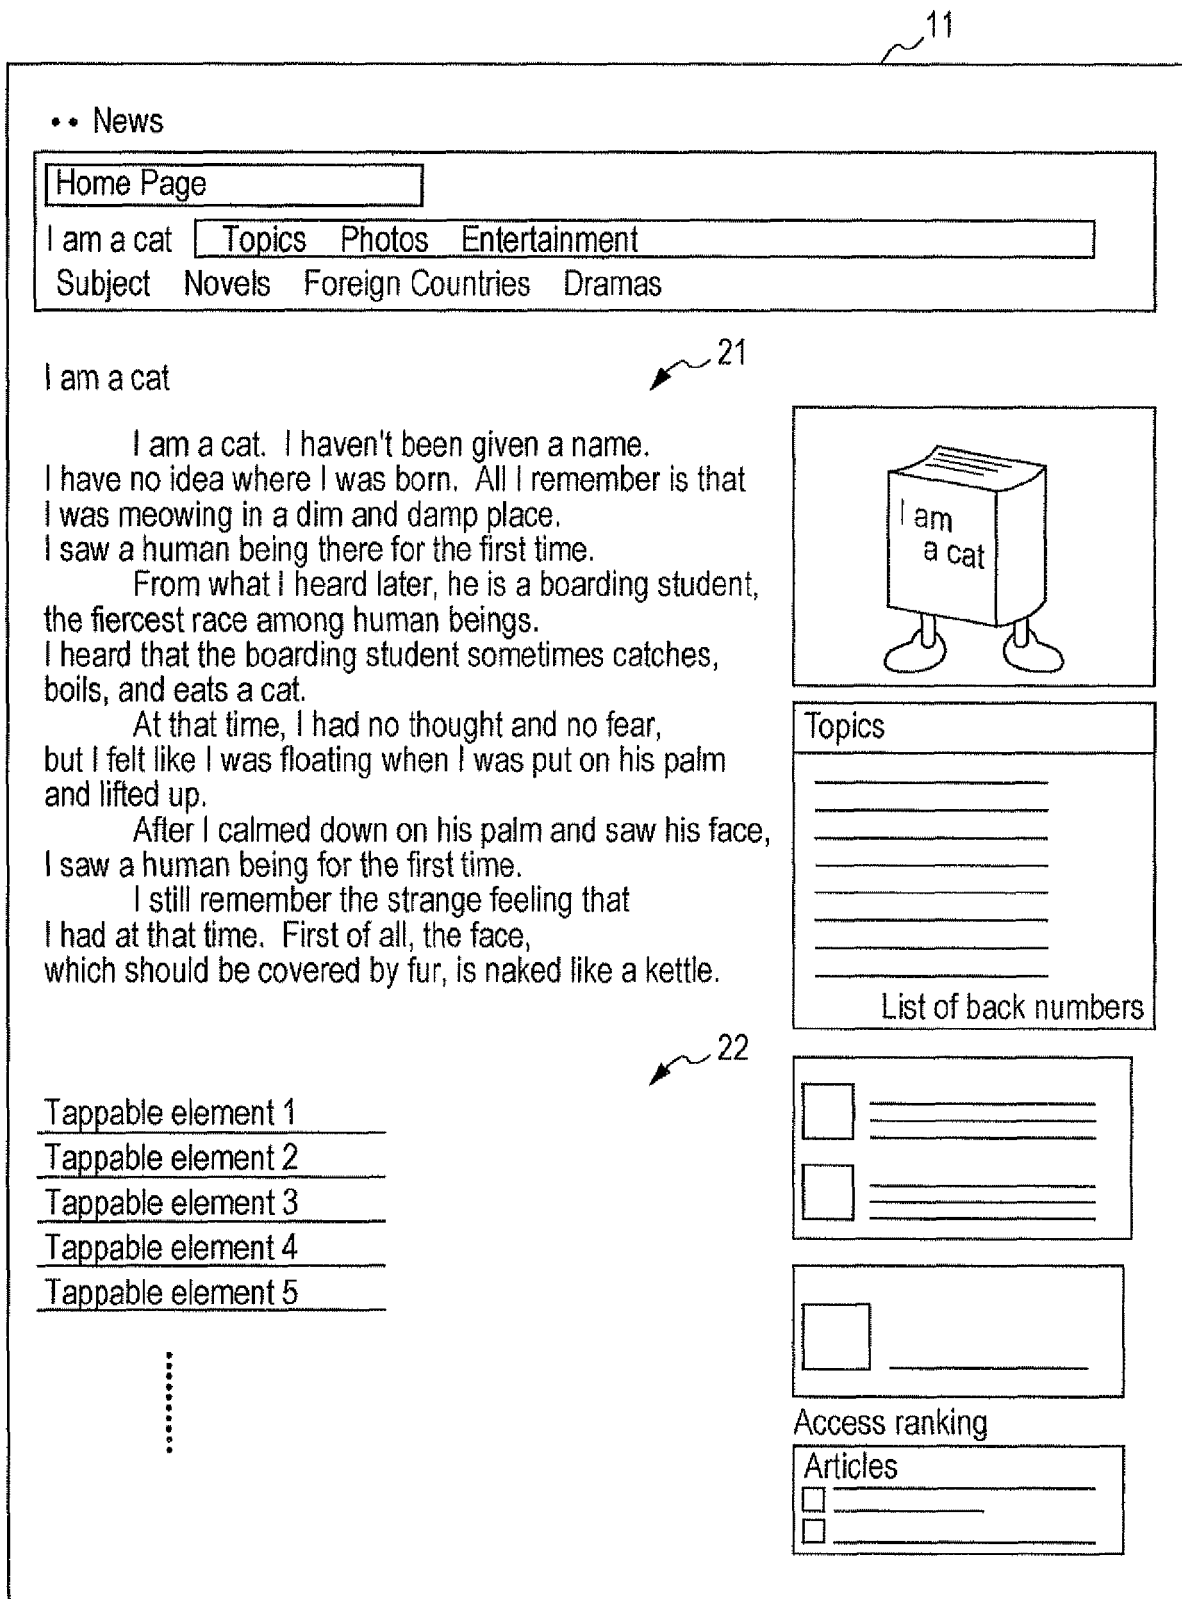 11
•• News
Home Page
I am a cat Topics Photos Entertainment
Subject Novels Foreign Countries Dramas
21
I am a cat
I am a cat. I haven't been given a name.
I have no idea where I was born. All I remember is that
I was meowing in a dim and damp place.
I saw a human being there for the first time.
From what I heard later, he is a boarding student,
the fiercest race among human beings.
I heard that the boarding student sometimes catches,
boils, and eats a cat.
At that time, I had no thought and no fear,
but I felt like I was floating when I was put on his palm
and lifted up.
After I calmed down on his palm and saw his face,
I saw a human being for the first time.
I still remember the strange feeling that
I had at that time. First of all, the face,
which should be covered by fur, is naked like a kettle.
I am
a cat
Topics
List of back numbers
22
Tappable element 1
Tappable element 2
Tappable element 3
Tappable element 4
Tappable element 5
Access ranking
Articles